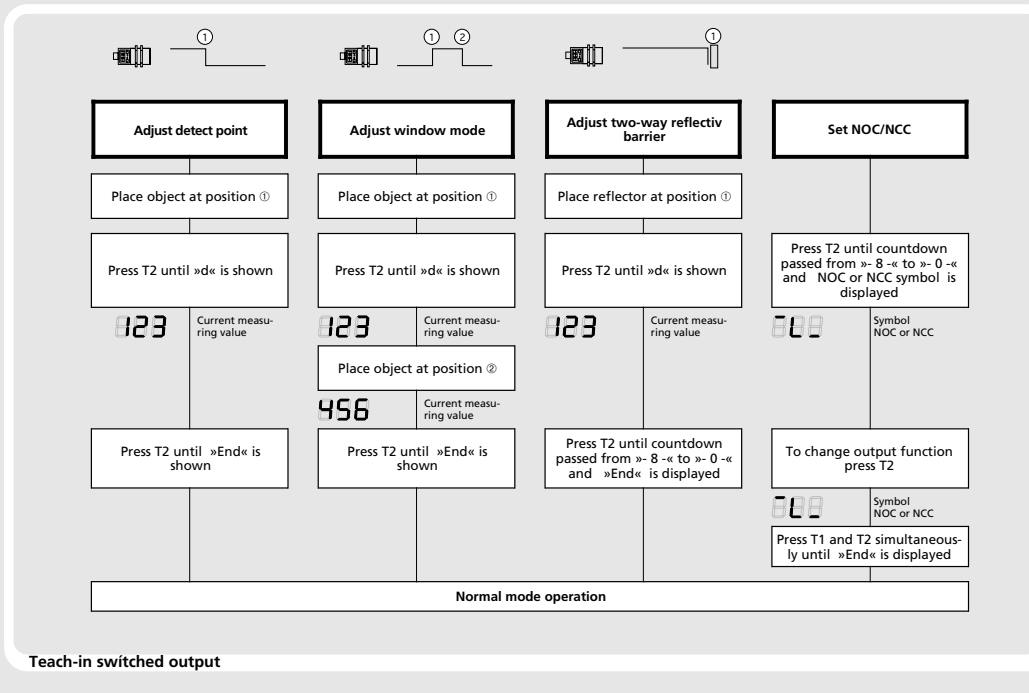 ①
① ②
①
Adjust detect point
Place object at position ①
Press T2 until »d« is shown
123
Current measu-
ring value
Press T2 until »End« is
shown
Adjust window mode
Place object at position ①
Press T2 until »d« is shown
123
Current measu-
ring value
Place object at position ②
456
Current measu-
ring value
Press T2 until »End« is
shown
Adjust two-way reflectiv
barrier
Place reflector at position ①
Press T2 until »d« is shown
123
Current measu-
ring value
Press T2 until countdown
passed from »- 8 -« to »- 0 -«
and »End« is displayed
Set NOC/NCC
Press T2 until countdown
passed from »- 8 -« to »- 0 -«
and NOC or NCC symbol is
displayed
Symbol
NOC or NCC
To change output function
press T2
Symbol
NOC or NCC
Press T1 and T2 simultaneous-
ly until »End« is displayed
Normal mode operation
Teach-in swítched output